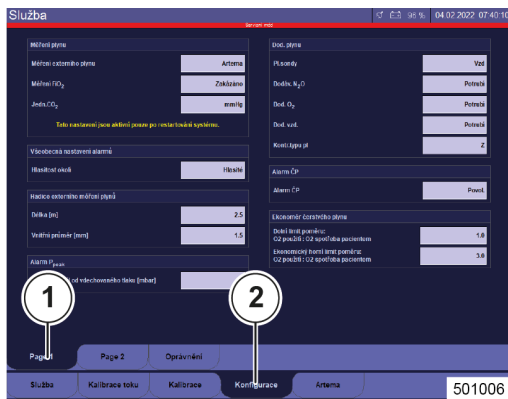 Služba 96 % 04.02.2022 07:40:10
Servisní mód
Měření plynu
Měření externího plynu Artema
Měření FiO2 Zakázáno
Jedn.CO2 mmHg
Tato nastavení jsou aktivní pouze po restartování systému.
Všeobecná nastavení alarmů
Hlasitost okolí Hlasité
Hadice externího měření plynů
Délka [m] 2.5
Vnitřní průměr [mm] 1.5
Alarm Ppeak
od vdechovaného tlaku [mbar]
Dod. plynu
Pl.sondy Vzd
Dodáv. N2O Potrubí
Dod. O2 Potrubí
Dod. vzd. Potrubí
Kontr.typu pl Z
Alarm ČP
Alarm ČP Povol.
Ekonomér čerstvého plynu
Dolní limit poměru:
O2 použití : O2 spotřeba pacientem 1.0
Ekonomický horní limit poměru:
O2 použití : O2 spotřeba pacientem 3.0
1
2
Page 1 Page 2 Oprávnění
Služba Kalibrace toku Kalibrace Konfigurace Artema
501006